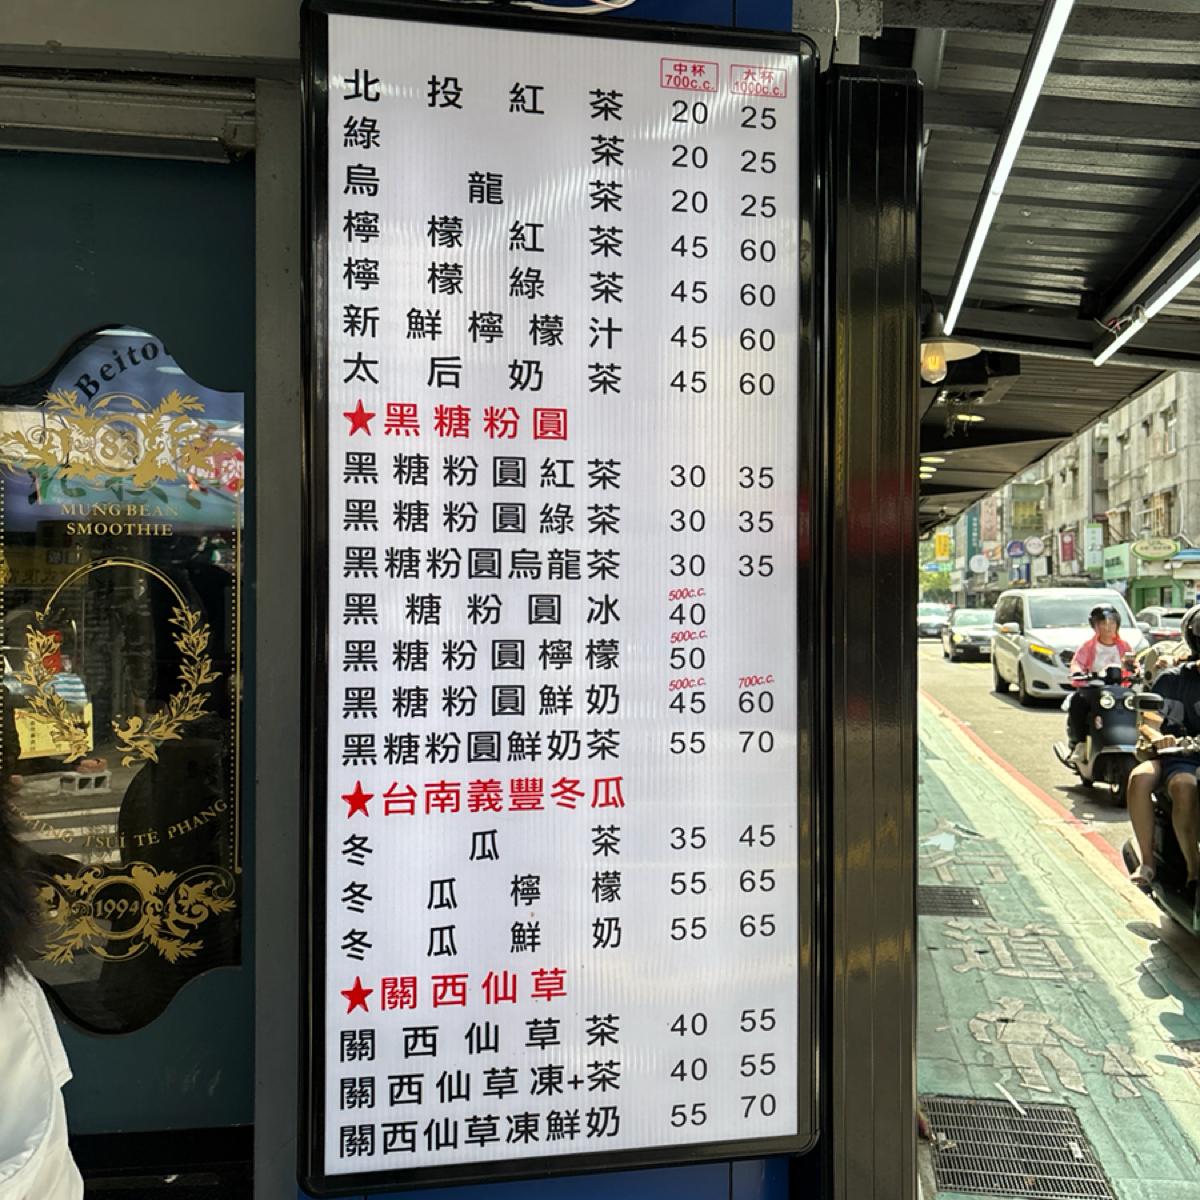 中杯 大杯
700c.c. 1000c.c.
北投紅茶 20 25
綠茶 20 25
烏龍茶 20 25
檸檬紅茶 45 60
檸檬綠茶 45 60
新鮮檸檬汁 45 60
太后奶茶 45 60
★黑糖粉圓
黑糖粉圓紅茶 30 35
黑糖粉圓綠茶 30 35
黑糖粉圓烏龍茶 30 35
500c.c.
黑糖粉圓冰 40
500c.c.
黑糖粉圓檸檬 50
500c.c. 700c.c.
黑糖粉圓鮮奶 45 60
黑糖粉圓鮮奶茶 55 70
★台南義豐冬瓜
冬瓜茶 35 45
冬瓜檸檬 55 65
冬瓜鮮奶 55 65
★關西仙草
關西仙草茶 40 55
關西仙草凍+茶 40 55
關西仙草凍鮮奶 55 70
Beitou
83
MUNG BEAN
SMOOTHIE
TSUI TE PHANG
1994